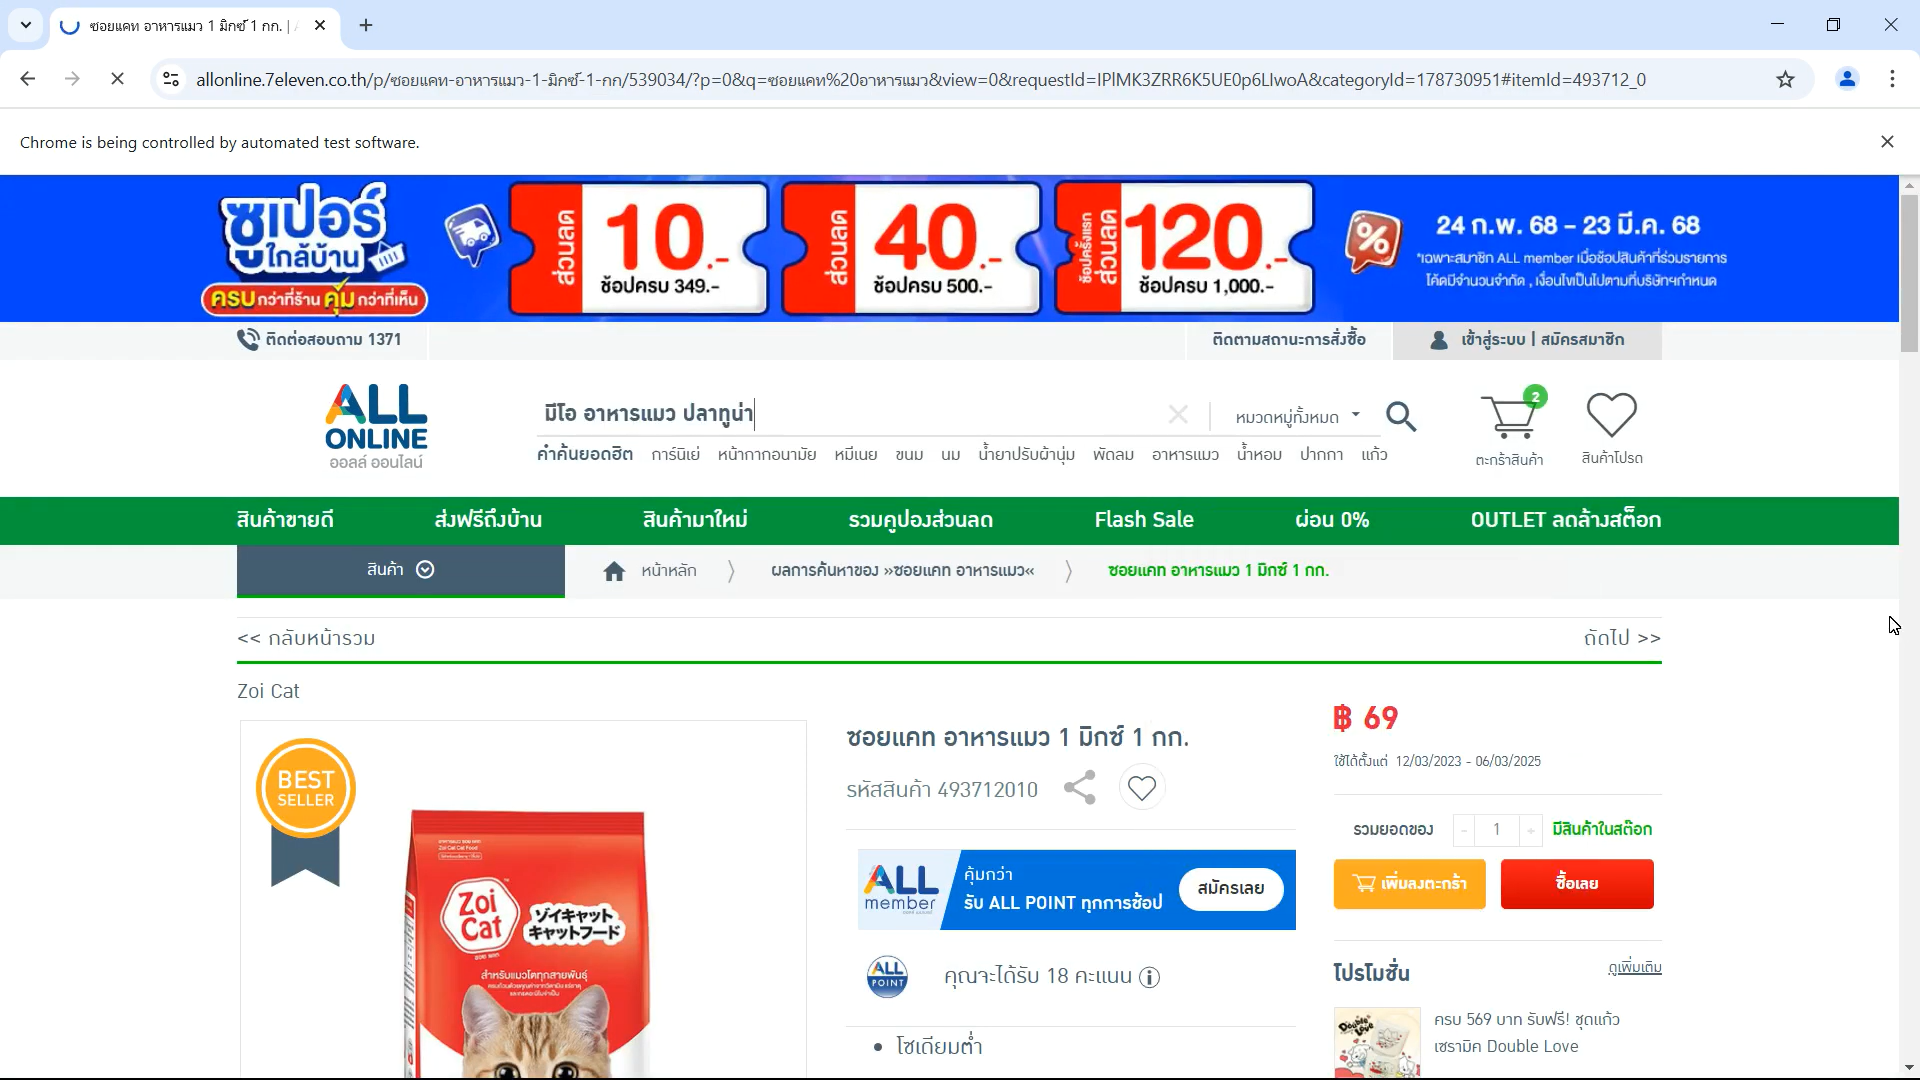 ซอยแคท อาหารแมว 1 มิกซ์ 1 กก. |
allonline.7eleven.co.th/p/ซอยแคท-อาหารแมว-1-มิกซ์-1-กก/539034/?p=0&q=ซอยแคท%20อาหารแมว&view=0&requestId=IPlMK3ZRR6K5UE0p6LIwoA&categoryId=178730951#itemId=493712_0
Chrome is being controlled by automated test software.
ซูเปอร์
ใกล้บ้าน
ครบ กว่าที่ร้าน คุ้ม กว่าที่เห็น
ส่วนลด 10.-
ช้อปครบ 349.-
ส่วนลด 40.-
ช้อปครบ 500.-
ช้อปครั้งแรก ส่วนลด 120.-
ช้อปครบ 1,000.-
%
24 ก.พ. 68 – 23 มี.ค. 68
*เฉพาะสมาชิก ALL member เมื่อช้อปสินค้าที่ร่วมรายการ
โค้ดมีจำนวนจำกัด , เงื่อนไขเป็นไปตามที่บริษัทฯกำหนด
ติดต่อสอบถาม 1371
ติดตามสถานะการสั่งซื้อ
เข้าสู่ระบบ | สมัครสมาชิก
ALL
ONLINE
ออลล์ ออนไลน์
มีโอ อาหารแมว ปลาทูน่า
หมวดหมู่ทั้งหมด
2
ตะกร้าสินค้า
สินค้าโปรด
คำค้นยอดฮิต การ์นิเย่ หน้ากากอนามัย หมีเนย ขนม นม น้ำยาปรับผ้านุ่ม พัดลม อาหารแมว น้ำหอม ปากกา แก้ว
สินค้าขายดี ส่งฟรีถึงบ้าน สินค้ามาใหม่ รวมคูปองส่วนลด Flash Sale ผ่อน 0% OUTLET ลดล้างสต็อก
สินค้า
หน้าหลัก 〉 ผลการค้นหาของ »ซอยแคท อาหารแมว« 〉 ซอยแคท อาหารแมว 1 มิกซ์ 1 กก.
<< กลับหน้ารวม
ถัดไป >>
Zoi Cat
BEST
SELLER
Zoi
Cat
ゾイキャット
キャットフード
สำหรับแมวโตทุกสายพันธุ์
ซอยแคท อาหารแมว 1 มิกซ์ 1 กก.
รหัสสินค้า 493712010
ALL
member
คุ้มกว่า
รับ ALL POINT ทุกการช้อป
สมัครเลย
ALL
POINT
คุณจะได้รับ 18 คะแนน
• โซเดียมต่ำ
฿ 69
ใช้ได้ตั้งแต่ 12/03/2023 - 06/03/2025
รวมยอดของ - 1 + มีสินค้าในสต๊อก
เพิ่มลงตะกร้า
ซื้อเลย
โปรโมชั่น
ดูเพิ่มเติม
Double Love
ครบ 569 บาท รับฟรี! ชุดแก้ว
เซรามิค Double Love